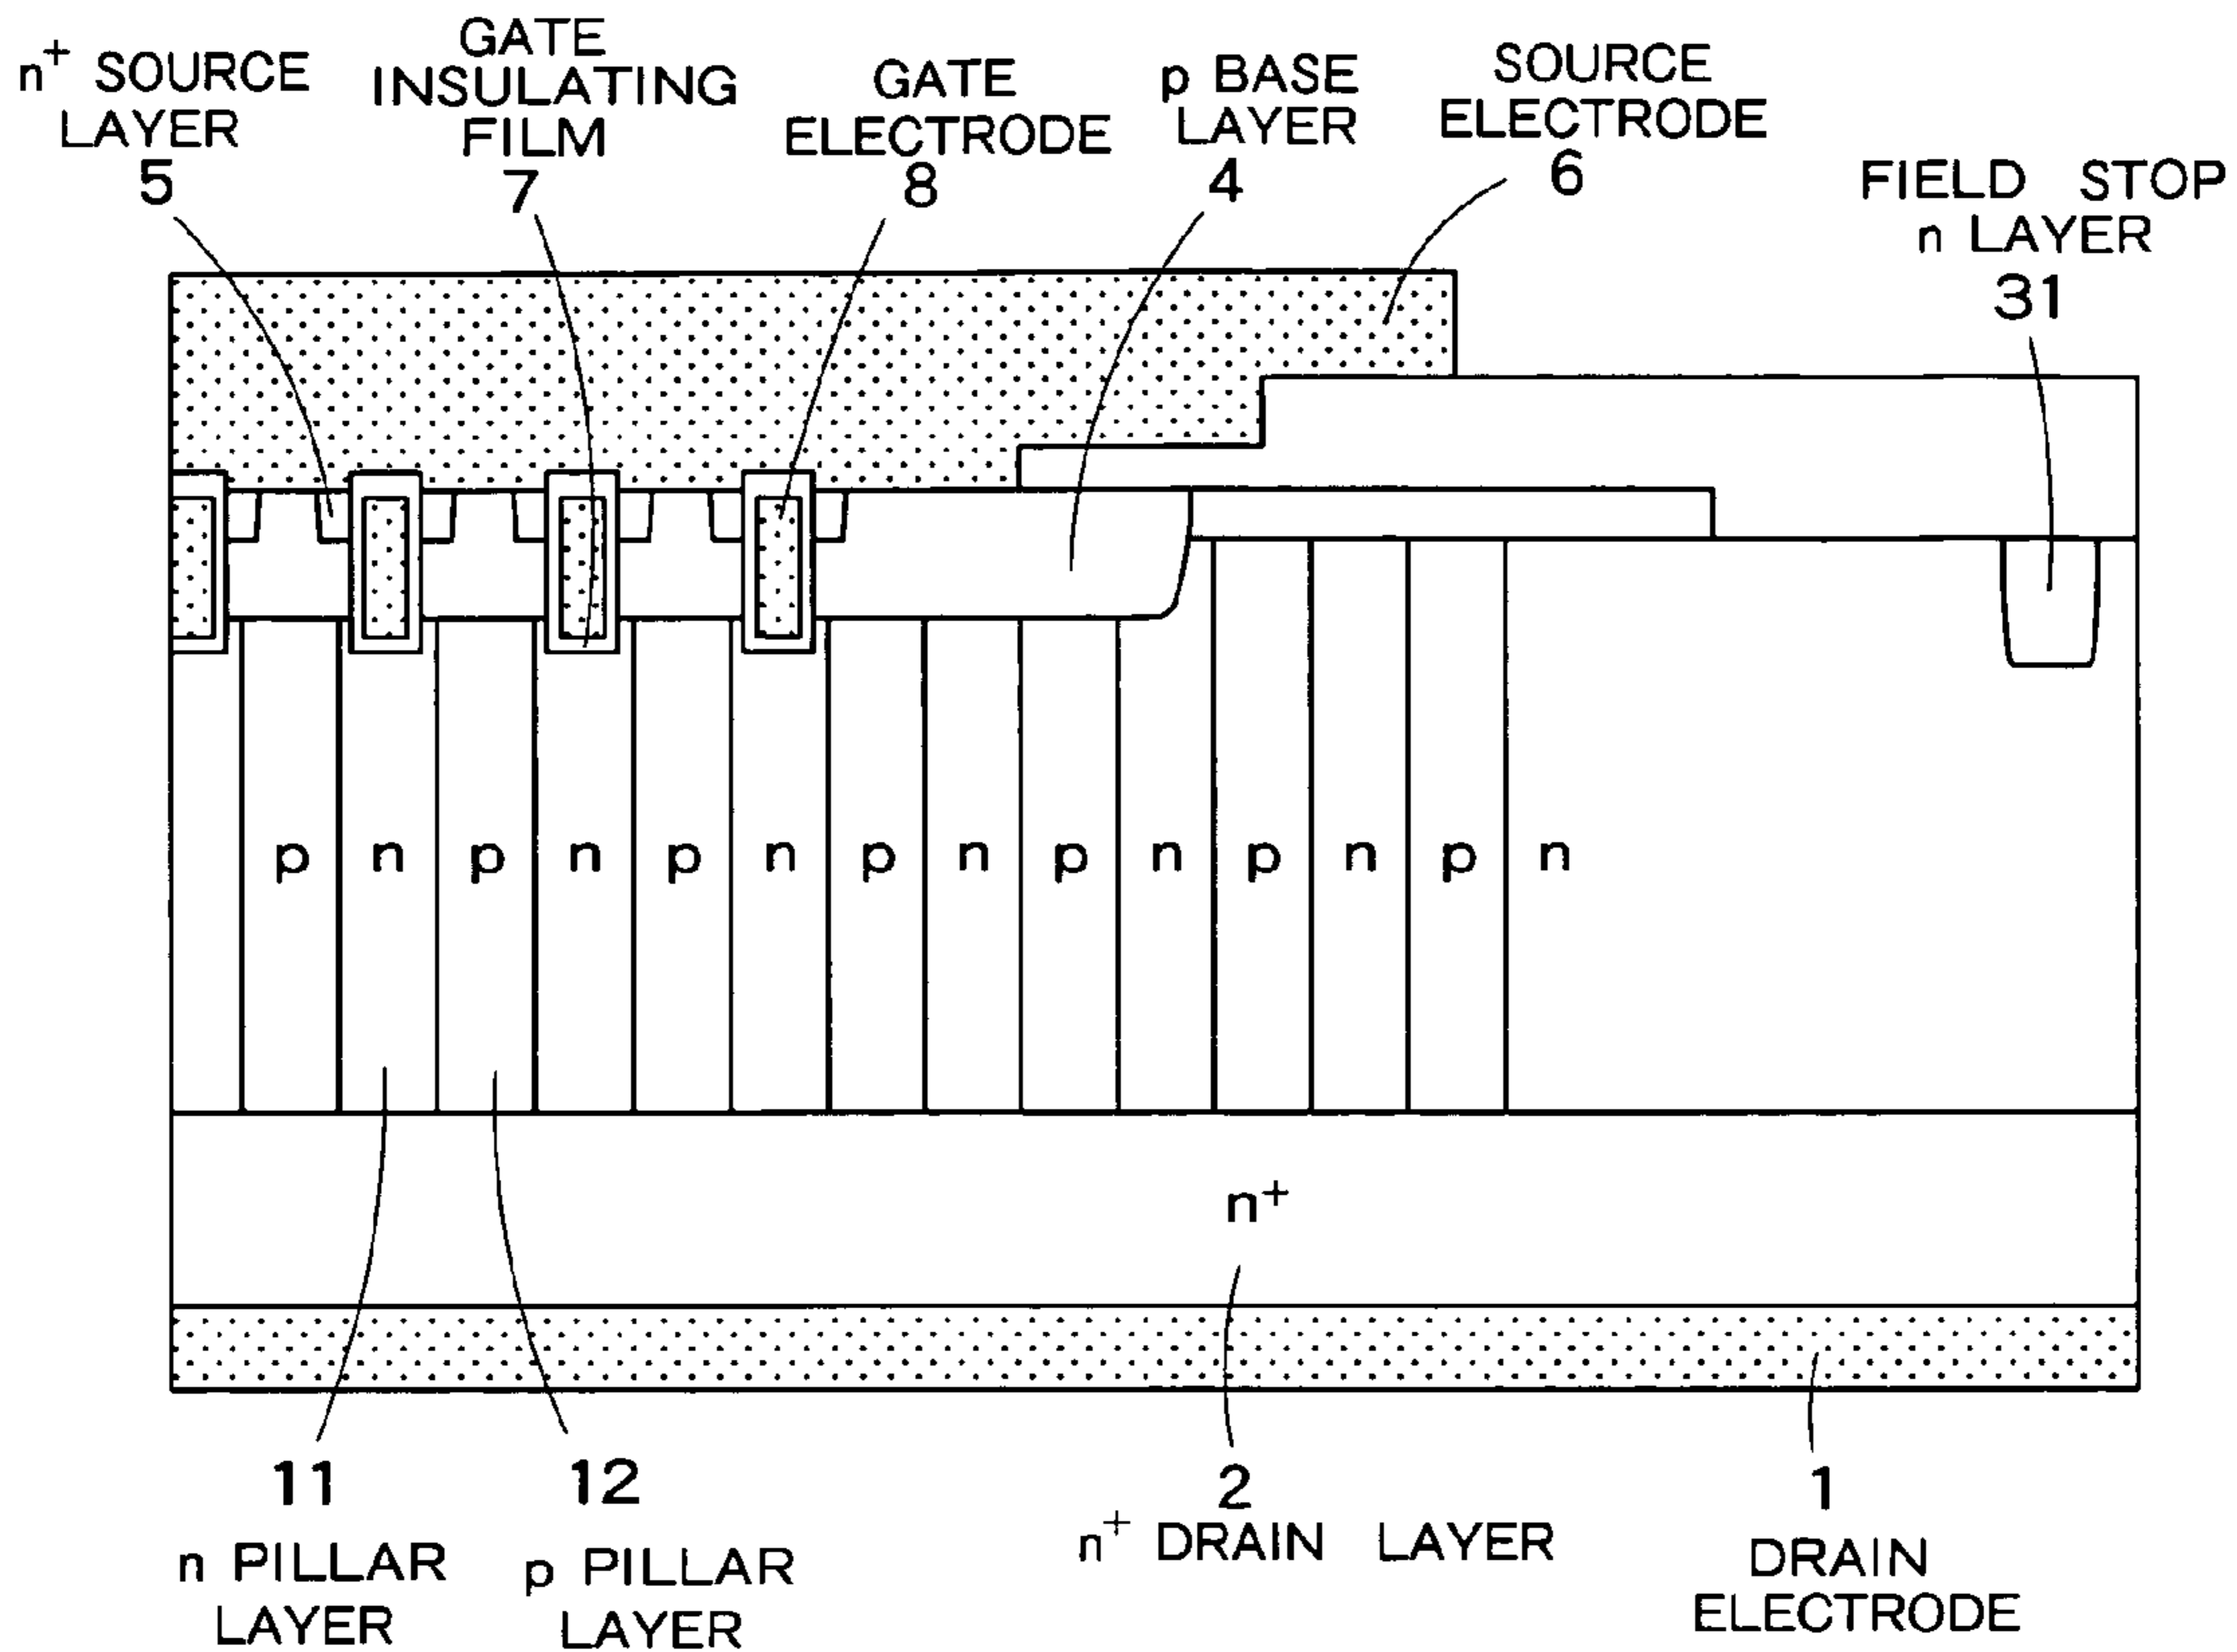 n⁺ SOURCE
LAYER
5
GATE
INSULATING
FILM
7
GATE
ELECTRODE
8
p BASE
LAYER
4
SOURCE
ELECTRODE
6
FIELD STOP
n LAYER
31
p n p n p n p n p n p n p n
n⁺
11
n PILLAR
LAYER
12
p PILLAR
LAYER
2
n⁺ DRAIN LAYER
1
DRAIN
ELECTRODE